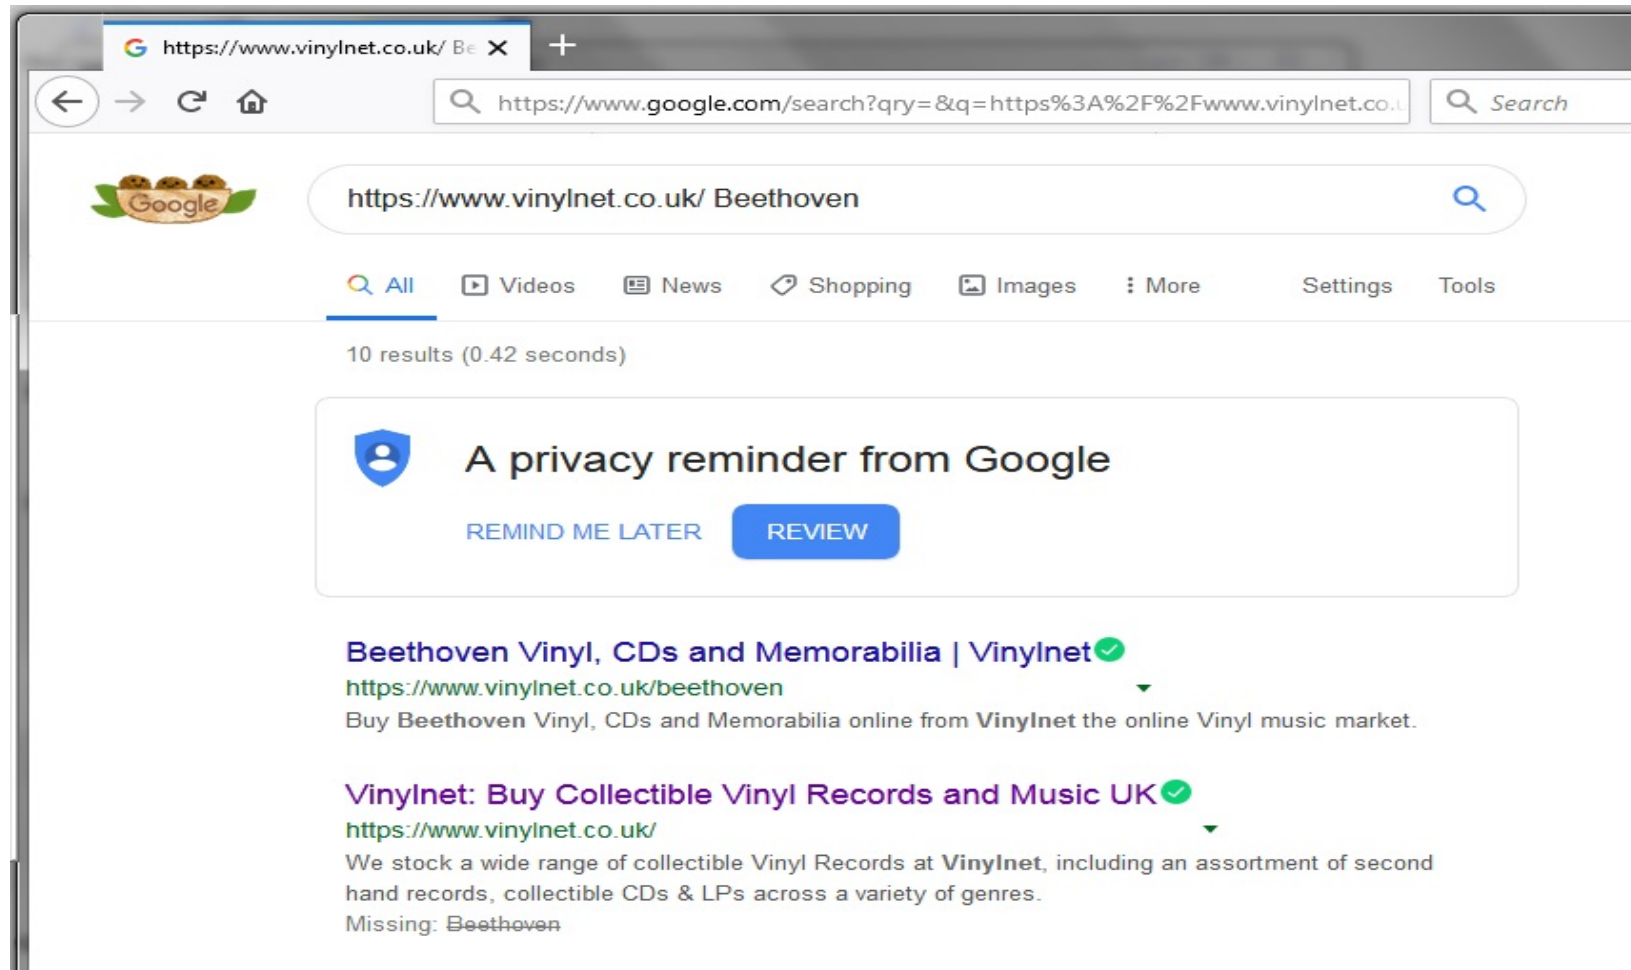 https://www.vinylnet.co.uk/ Be
https://www.google.com/search?qry=&q=https%3A%2F%2Fwww.vinylnet.co.u
Search
Google
https://www.vinylnet.co.uk/ Beethoven
All Videos News Shopping Images More Settings Tools
10 results (0.42 seconds)
A privacy reminder from Google
REMIND ME LATER REVIEW
Beethoven Vinyl, CDs and Memorabilia | Vinylnet
https://www.vinylnet.co.uk/beethoven
Buy Beethoven Vinyl, CDs and Memorabilia online from Vinylnet the online Vinyl music market.
Vinylnet: Buy Collectible Vinyl Records and Music UK
https://www.vinylnet.co.uk/
We stock a wide range of collectible Vinyl Records at Vinylnet, including an assortment of second
hand records, collectible CDs & LPs across a variety of genres.
Missing: Beethoven